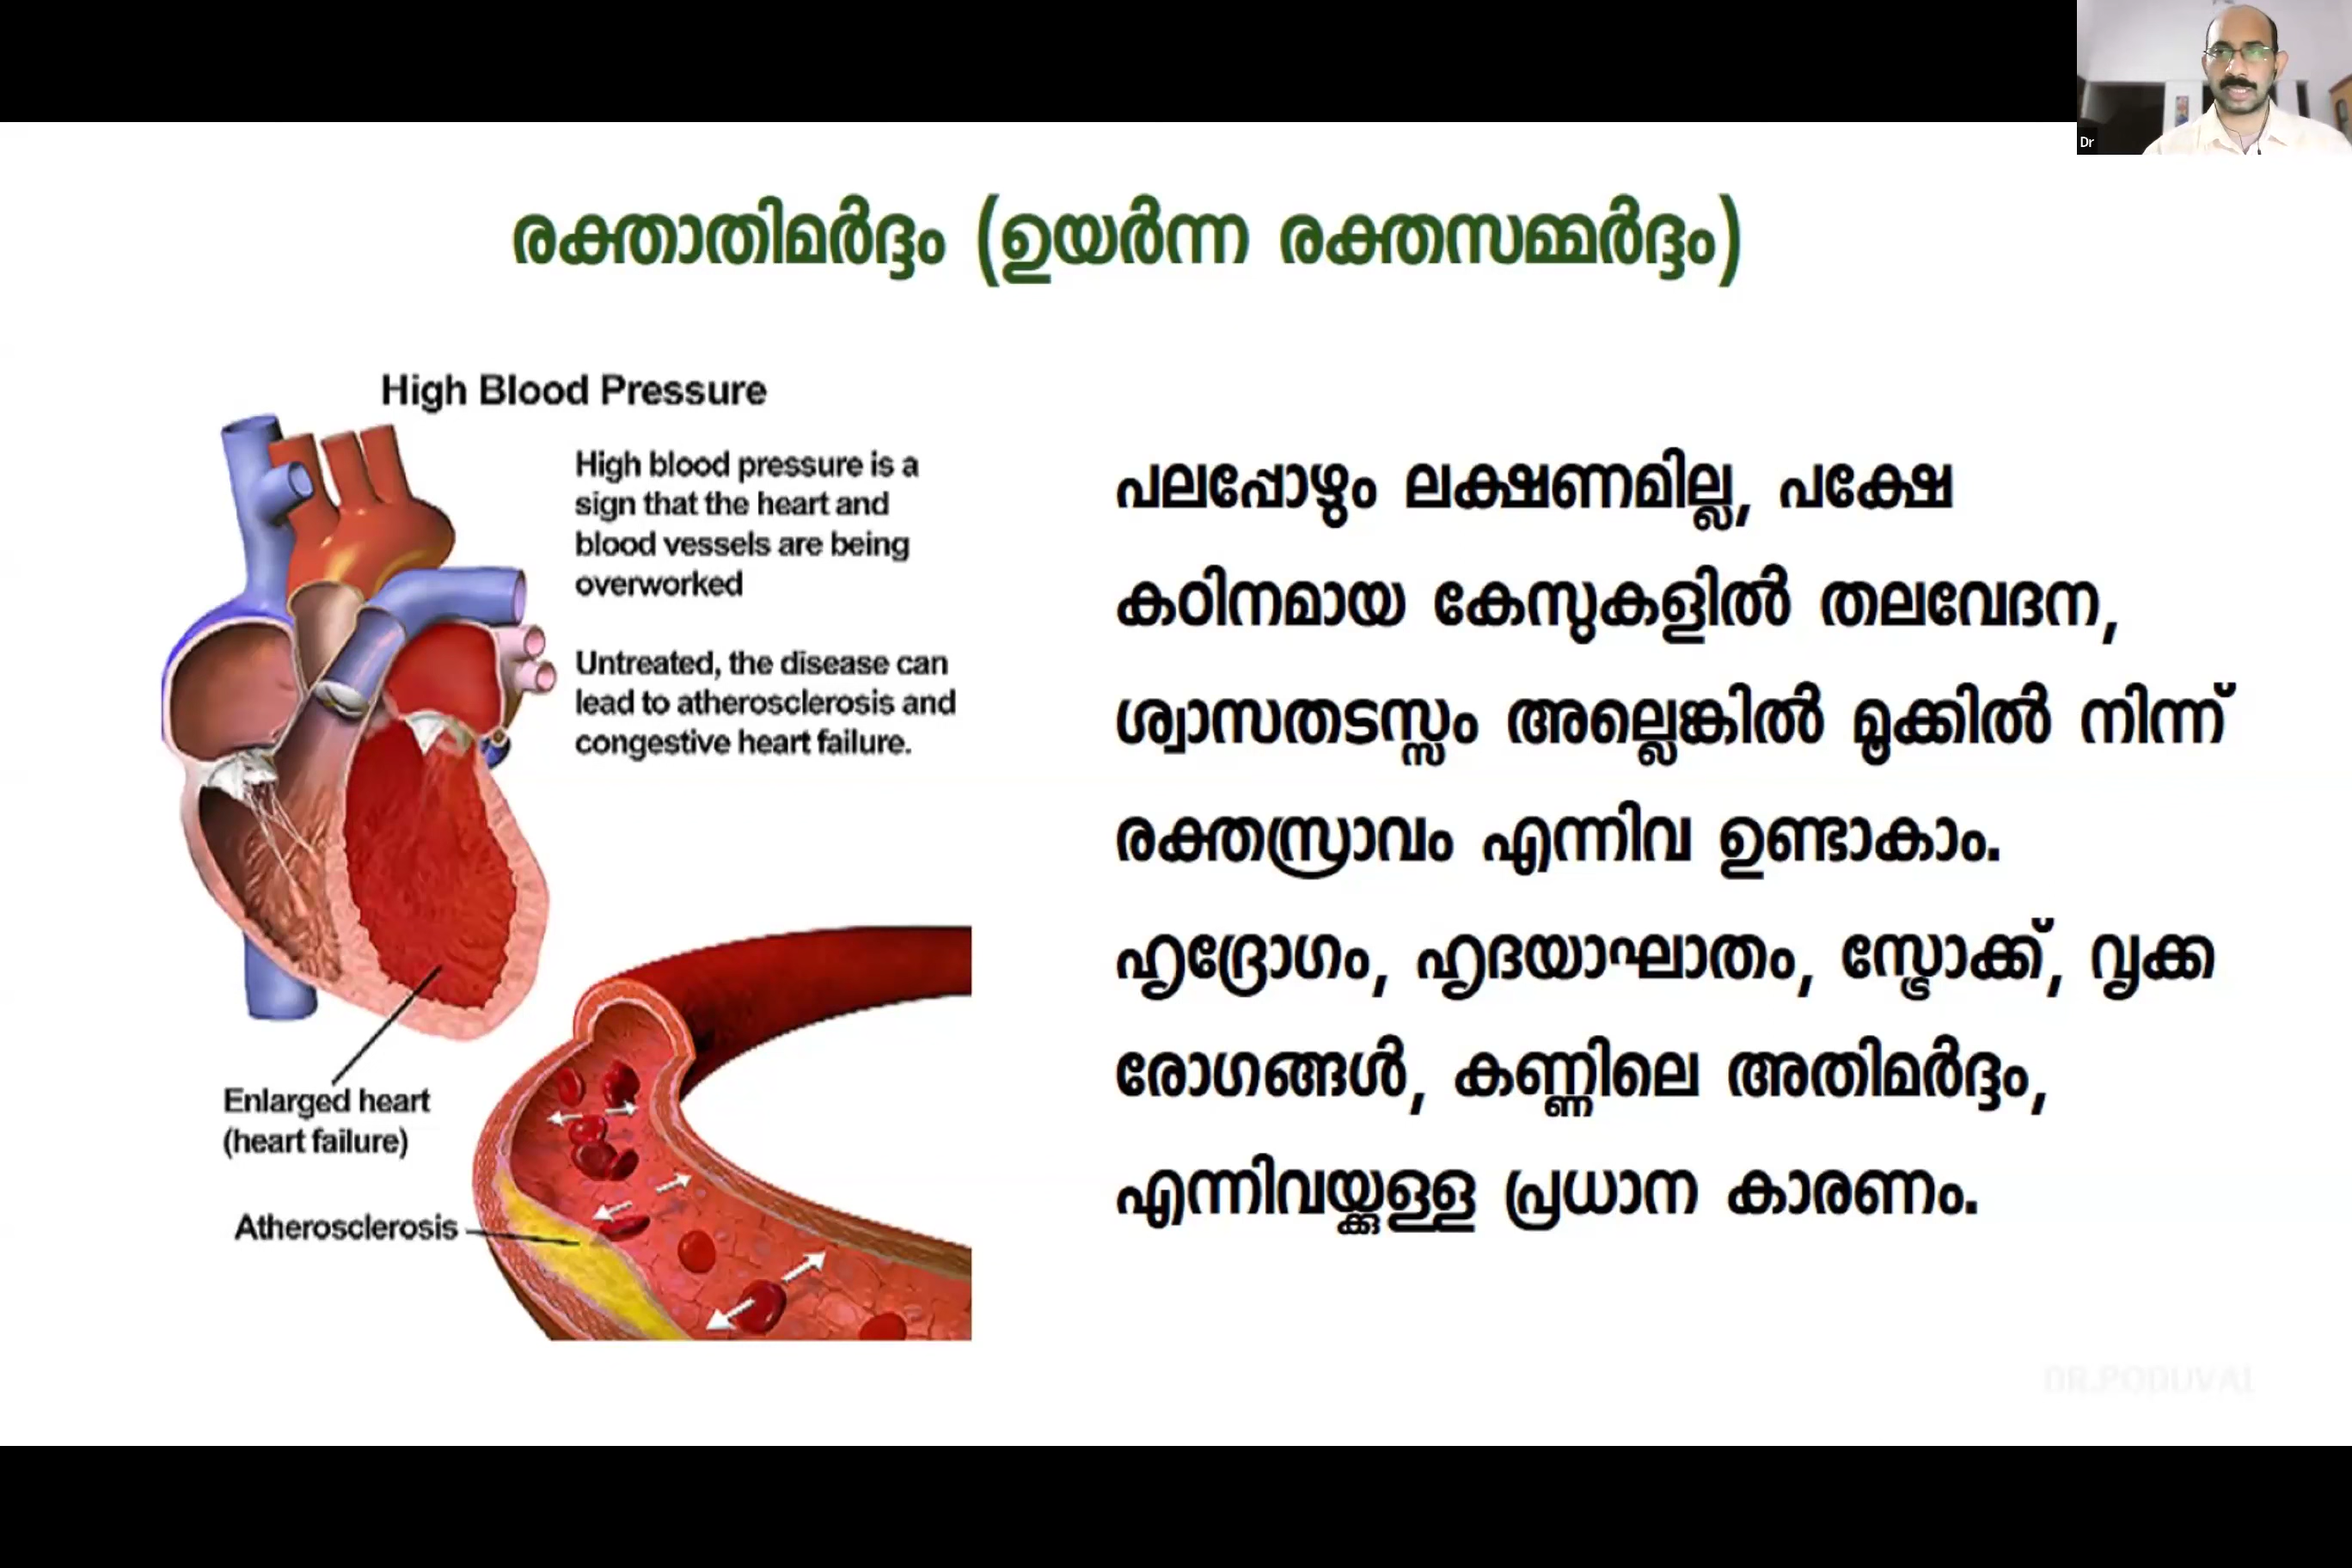 Dr
രക്താതിമർദ്ദം (ഉയർന്ന രക്തസമ്മർദ്ദം)
High Blood Pressure
High blood pressure is a
sign that the heart and
blood vessels are being
overworked
Untreated, the disease can
lead to atherosclerosis and
congestive heart failure.
Enlarged heart
(heart failure)
Atherosclerosis
പലപ്പോഴും ലക്ഷണമില്ല, പക്ഷേ
കഠിനമായ കേസുകളിൽ തലവേദന,
ശ്വാസതടസ്സം അല്ലെങ്കിൽ മൂക്കിൽ നിന്ന്
രക്തസ്രാവം എന്നിവ ഉണ്ടാകാം.
ഹൃദ്രോഗം, ഹൃദയാഘാതം, സ്ട്രോക്ക്, വൃക്ക
രോഗങ്ങൾ, കണ്ണിലെ അതിമർദ്ദം,
എന്നിവയ്ക്കുള്ള പ്രധാന കാരണം.
DR.PODUVAL